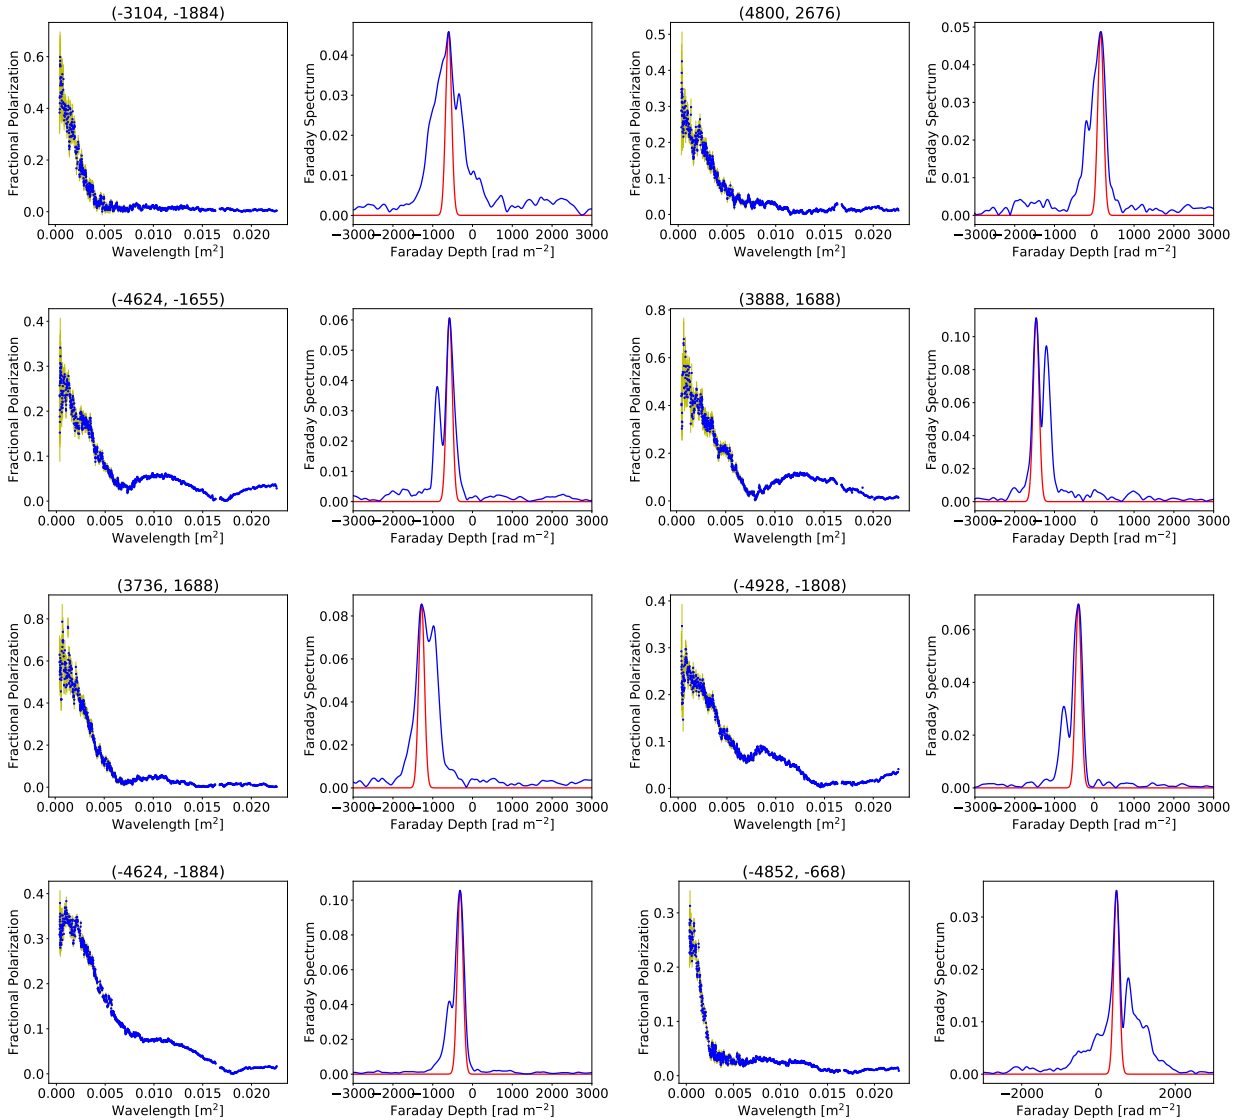 (-3104, -1884)
(4800, 2676)
Fractional Polarization
0.6
0.4
0.2
0.0
0.000 0.005 0.010 0.015 0.020
Wavelength [m²]
Faraday Spectrum
0.04
0.03
0.02
0.01
0.00
−3000 −2000 −1000 0 1000 2000 3000
Faraday Depth [rad m⁻²]
Fractional Polarization
0.5
0.4
0.3
0.2
0.1
0.0
0.000 0.005 0.010 0.015 0.020
Wavelength [m²]
Faraday Spectrum
0.05
0.04
0.03
0.02
0.01
0.00
−3000 −2000 −1000 0 1000 2000 3000
Faraday Depth [rad m⁻²]
(-4624, -1655)
(3888, 1688)
Fractional Polarization
0.4
0.3
0.2
0.1
0.0
0.000 0.005 0.010 0.015 0.020
Wavelength [m²]
Faraday Spectrum
0.06
0.05
0.04
0.03
0.02
0.01
0.00
−3000 −2000 −1000 0 1000 2000 3000
Faraday Depth [rad m⁻²]
Fractional Polarization
0.8
0.6
0.4
0.2
0.0
0.000 0.005 0.010 0.015 0.020
Wavelength [m²]
Faraday Spectrum
0.10
0.08
0.06
0.04
0.02
0.00
−3000 −2000 −1000 0 1000 2000 3000
Faraday Depth [rad m⁻²]
(3736, 1688)
(-4928, -1808)
Fractional Polarization
0.8
0.6
0.4
0.2
0.0
0.000 0.005 0.010 0.015 0.020
Wavelength [m²]
Faraday Spectrum
0.08
0.06
0.04
0.02
0.00
−3000 −2000 −1000 0 1000 2000 3000
Faraday Depth [rad m⁻²]
Fractional Polarization
0.4
0.3
0.2
0.1
0.0
0.000 0.005 0.010 0.015 0.020
Wavelength [m²]
Faraday Spectrum
0.06
0.04
0.02
0.00
−3000 −2000 −1000 0 1000 2000 3000
Faraday Depth [rad m⁻²]
(-4624, -1884)
(-4852, -668)
Fractional Polarization
0.4
0.3
0.2
0.1
0.0
0.000 0.005 0.010 0.015 0.020
Wavelength [m²]
Faraday Spectrum
0.10
0.08
0.06
0.04
0.02
0.00
−3000 −2000 −1000 0 1000 2000 3000
Faraday Depth [rad m⁻²]
Fractional Polarization
0.3
0.2
0.1
0.0
0.000 0.005 0.010 0.015 0.020
Wavelength [m²]
Faraday Spectrum
0.03
0.02
0.01
0.00
−2000 0 2000
Faraday Depth [rad m⁻²]